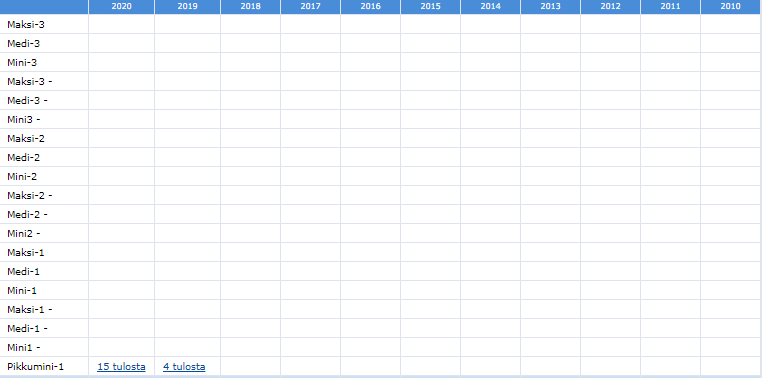 2020 2019 2018 2017 2016 2015 2014 2013 2012 2011 2010
Maksi-3
Medi-3
Mini-3
Maksi-3 -
Medi-3 -
Mini3 -
Maksi-2
Medi-2
Mini-2
Maksi-2 -
Medi-2 -
Mini2 -
Maksi-1
Medi-1
Mini-1
Maksi-1 -
Medi-1 -
Mini1 -
Pikkumini-1 15 tulosta 4 tulosta